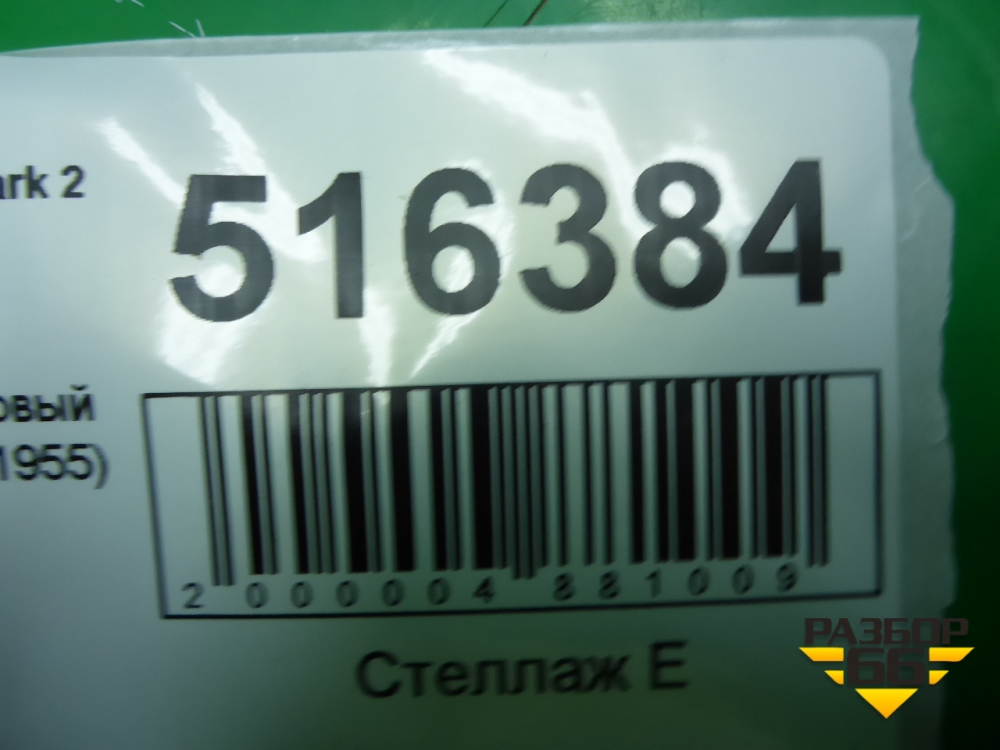 ark 2
516384
овый
1955)
2 000004 881009
Стеллаж Е
РАЗБОР
66